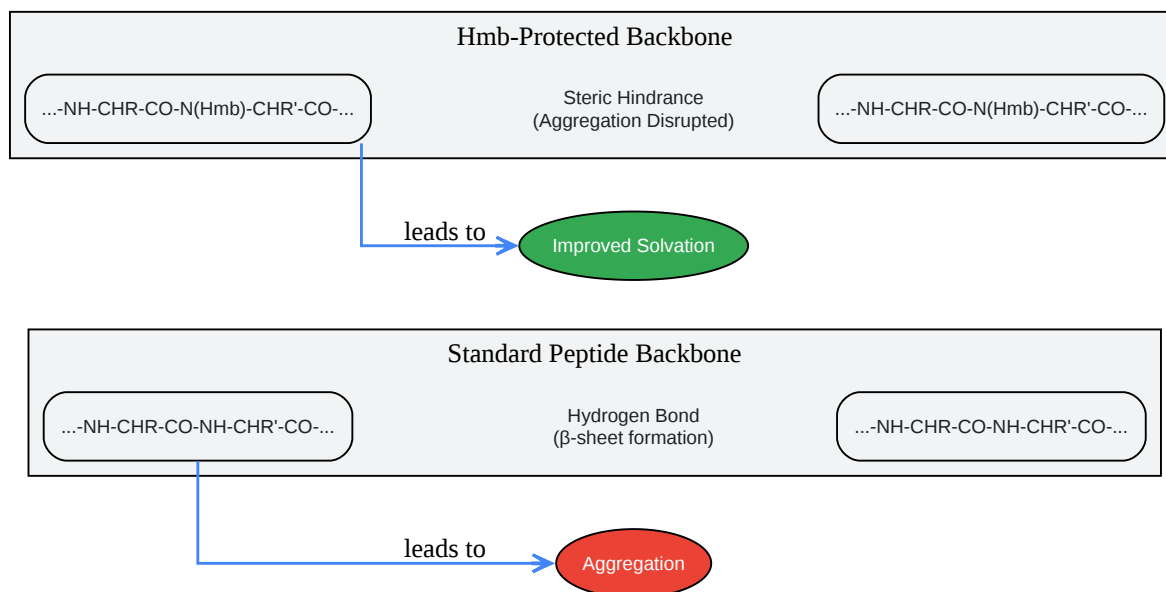 Hmb-Protected Backbone
...-NH-CHR-CO-N(Hmb)-CHR'-CO-...
Steric Hindrance
(Aggregation Disrupted)
...-NH-CHR-CO-N(Hmb)-CHR'-CO-...
leads to
Improved Solvation
Standard Peptide Backbone
...-NH-CHR-CO-NH-CHR'-CO-...
Hydrogen Bond
(β-sheet formation)
...-NH-CHR-CO-NH-CHR'-CO-...
leads to
Aggregation